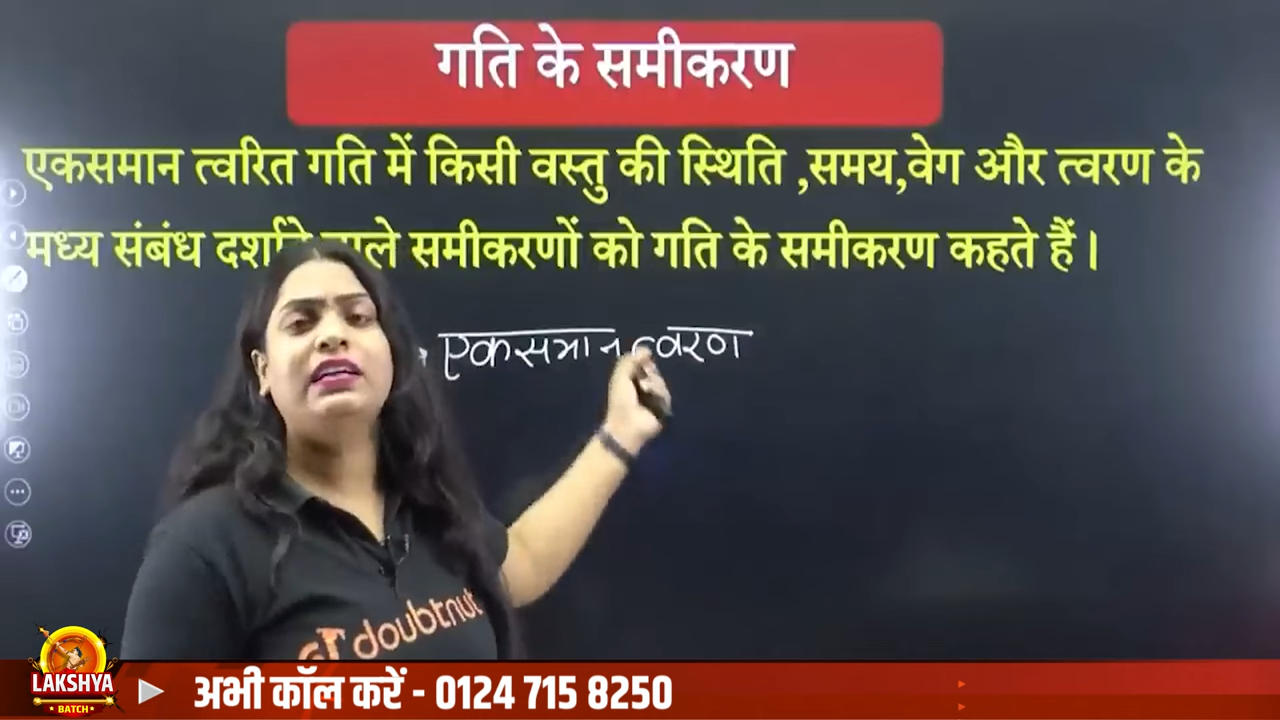 गति के समीकरण
एकसमान त्वरित गति में किसी वस्तु की स्थिति ,समय,वेग और त्वरण के
मध्य संबंध दर्शाने वाले समीकरणों को गति के समीकरण कहते हैं।
एकसमान त्वरण
doubtnut
LAKSHYA
BATCH
अभी कॉल करें - 0124 715 8250